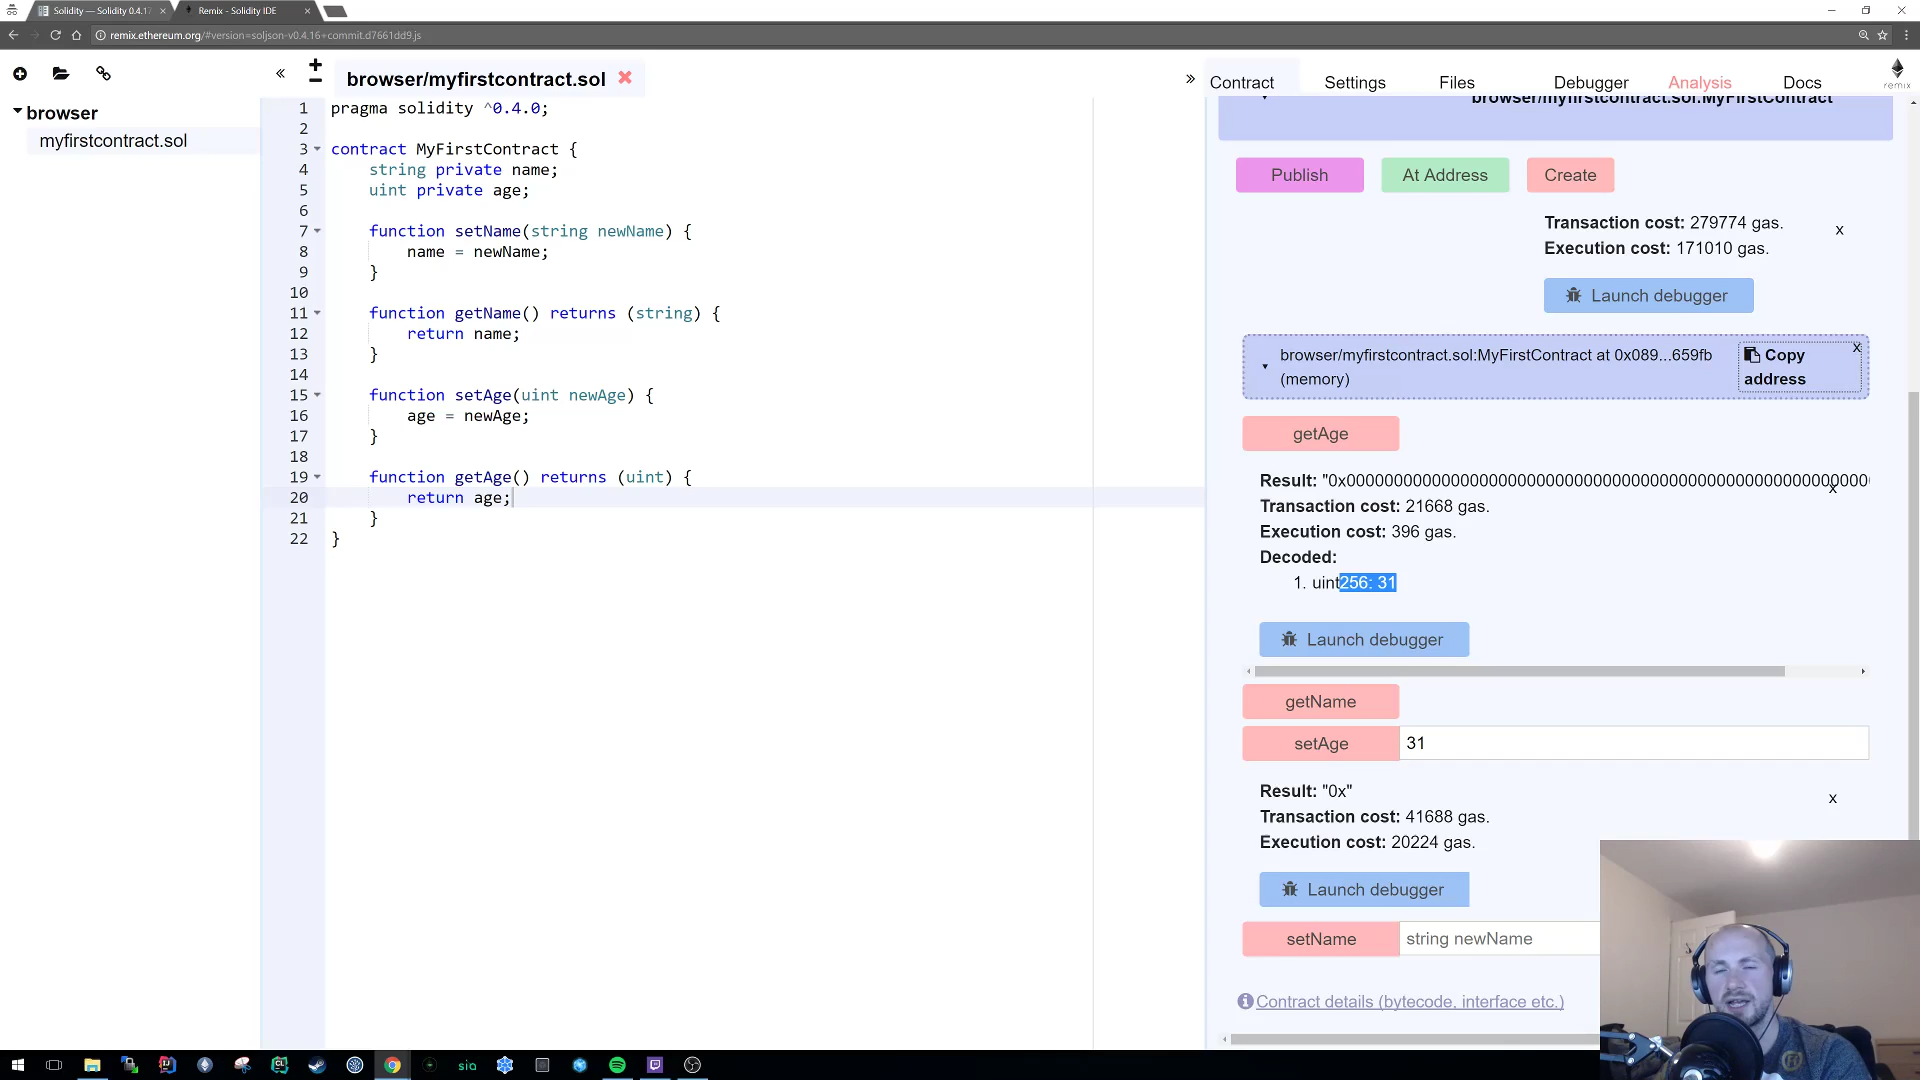 Solidity — Solidity 0.4.17
Remix - Solidity IDE
remix.ethereum.org/#version=soljson-v0.4.16+commit.d7661dd9.js
browser/myfirstcontract.sol
Contract
Settings
Files
Debugger
Analysis
Docs
remix
browser
myfirstcontract.sol
1 pragma solidity ^0.4.0;
2
3 contract MyFirstContract {
4 string private name;
5 uint private age;
6
7 function setName(string newName) {
8 name = newName;
9 }
10
11 function getName() returns (string) {
12 return name;
13 }
14
15 function setAge(uint newAge) {
16 age = newAge;
17 }
18
19 function getAge() returns (uint) {
20 return age;
21 }
22 }
browser/myfirstcontract.sol:MyFirstContract
Publish
At Address
Create
Transaction cost: 279774 gas.
x
Execution cost: 171010 gas.
Launch debugger
browser/myfirstcontract.sol:MyFirstContract at 0x089...659fb
(memory)
Copy
address
x
getAge
Transaction cost: 21668 gas.
x
Execution cost: 396 gas.
Decoded:
1. uint256: 31
Launch debugger
getName
setAge
31
Result: "0x"
x
Transaction cost: 41688 gas.
Execution cost: 20224 gas.
Launch debugger
setName
string newName
Contract details (bytecode, interface etc.)
sia